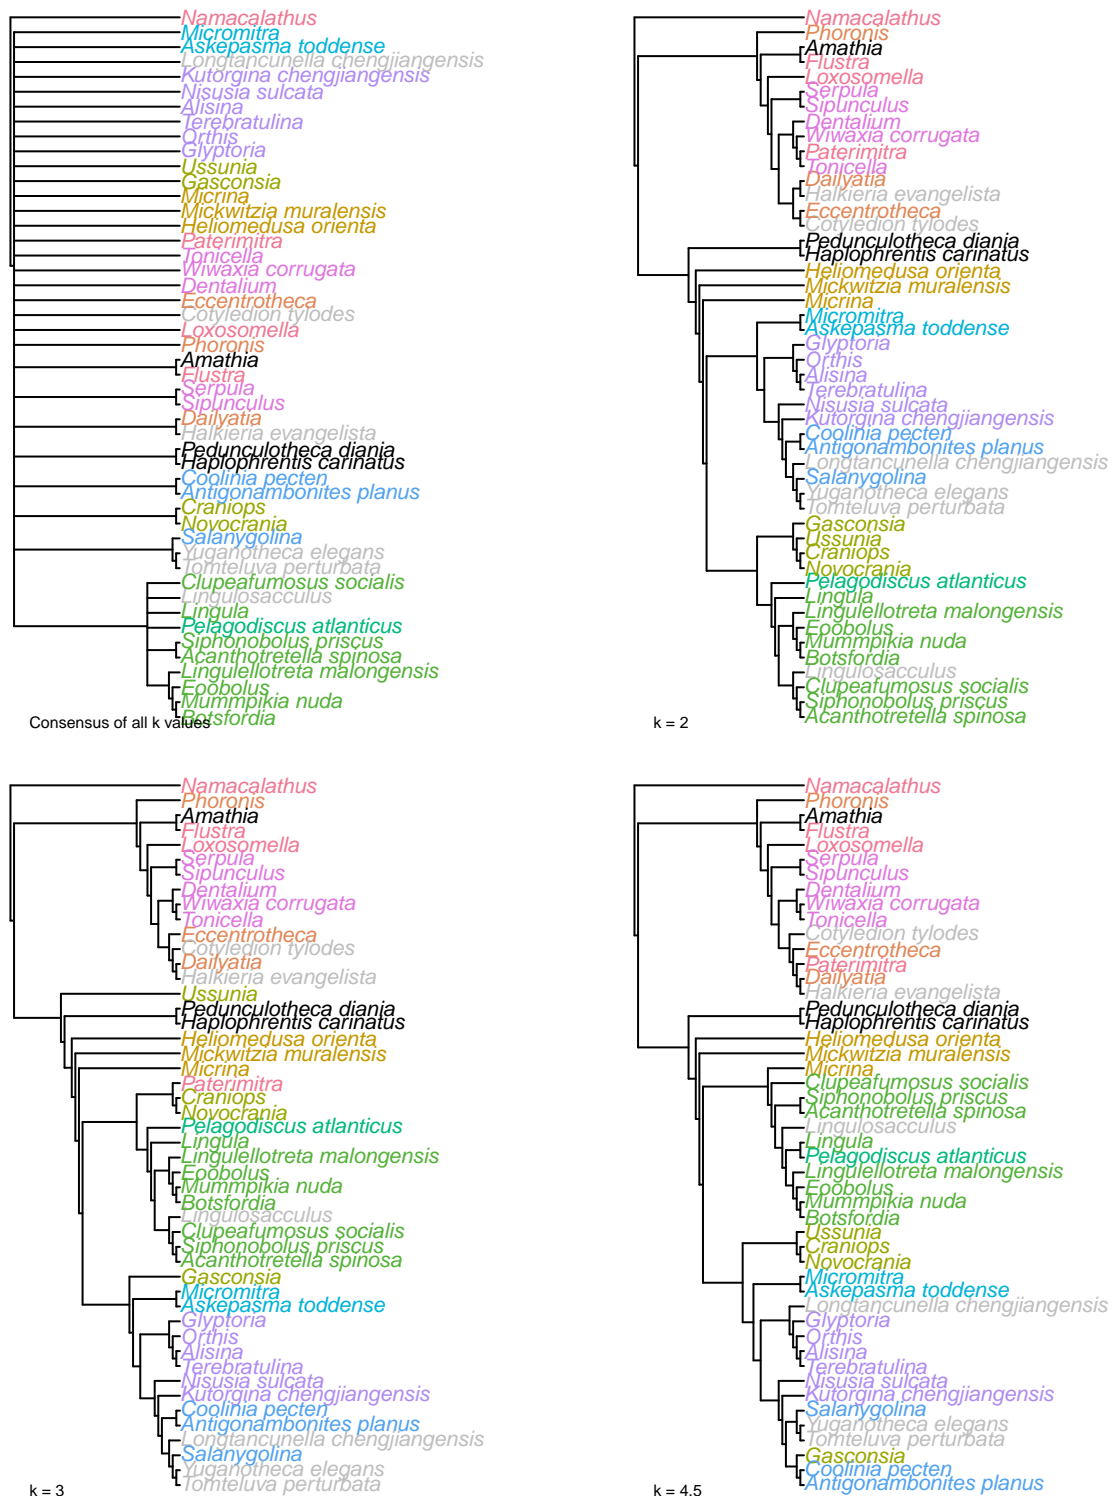 Namacalathus
Micromitra
Askepasma toddense
Longtancunella chengjiangensis
Kutorgina chengjiangensis
Nisusia sulcata
Alisina
Terebratulina
Orthis
Glyptoria
Ussunia
Gasconsia
Micrina
Mickwitzia muralensis
Heliomedusa orienta
Paterimitra
Tonicella
Wiwaxia corrugata
Dentalium
Eccentrotheca
Cotyledion tylodes
Loxosomella
Phoronis
Amathia
Flustra
Serpula
Sipunculus
Dailyatia
Halkieria evangelista
Pedunculotheca diania
Haplophrentis carinatus
Coolinia pecten
Antigonambonites planus
Craniops
Novocrania
Salanygolina
Yuganotheca elegans
Tomteluva perturbata
Clupeafumosus socialis
Lingulosacculus
Lingula
Pelagodiscus atlanticus
Siphonobolus priscus
Acanthotretella spinosa
Lingulellotreta malongensis
Eoobolus
Mummpikia nuda
Botsfordia
Consensus of all k values
Namacalathus
Phoronis
Amathia
Flustra
Loxosomella
Serpula
Sipunculus
Dentalium
Wiwaxia corrugata
Paterimitra
Tonicella
Dailyatia
Halkieria evangelista
Eccentrotheca
Cotyledion tylodes
Pedunculotheca diania
Haplophrentis carinatus
Heliomedusa orienta
Mickwitzia muralensis
Micrina
Micromitra
Askepasma toddense
Glyptoria
Orthis
Alisina
Terebratulina
Nisusia sulcata
Kutorgina chengjiangensis
Coolinia pecten
Antigonambonites planus
Longtancunella chengjiangensis
Salanygolina
Yuganotheca elegans
Tomteluva perturbata
Gasconsia
Ussunia
Craniops
Novocrania
Pelagodiscus atlanticus
Lingula
Lingulellotreta malongensis
Eoobolus
Mummpikia nuda
Botsfordia
Lingulosacculus
Clupeafumosus socialis
Siphonobolus priscus
Acanthotretella spinosa
k = 2
Namacalathus
Phoronis
Amathia
Flustra
Loxosomella
Serpula
Sipunculus
Dentalium
Wiwaxia corrugata
Tonicella
Eccentrotheca
Cotyledion tylodes
Dailyatia
Halkieria evangelista
Ussunia
Pedunculotheca diania
Haplophrentis carinatus
Heliomedusa orienta
Mickwitzia muralensis
Micrina
Paterimitra
Craniops
Novocrania
Pelagodiscus atlanticus
Lingula
Lingulellotreta malongensis
Eoobolus
Mummpikia nuda
Botsfordia
Lingulosacculus
Clupeafumosus socialis
Siphonobolus priscus
Acanthotretella spinosa
Gasconsia
Micromitra
Askepasma toddense
Glyptoria
Orthis
Alisina
Terebratulina
Nisusia sulcata
Kutorgina chengjiangensis
Coolinia pecten
Antigonambonites planus
Longtancunella chengjiangensis
Salanygolina
Yuganotheca elegans
Tomteluva perturbata
k = 3
Namacalathus
Phoronis
Amathia
Flustra
Loxosomella
Serpula
Sipunculus
Dentalium
Wiwaxia corrugata
Tonicella
Cotyledion tylodes
Eccentrotheca
Paterimitra
Dailyatia
Halkieria evangelista
Pedunculotheca diania
Haplophrentis carinatus
Heliomedusa orienta
Mickwitzia muralensis
Micrina
Clupeafumosus socialis
Siphonobolus priscus
Acanthotretella spinosa
Lingulosacculus
Lingula
Pelagodiscus atlanticus
Lingulellotreta malongensis
Eoobolus
Mummpikia nuda
Botsfordia
Ussunia
Craniops
Novocrania
Micromitra
Askepasma toddense
Longtancunella chengjiangensis
Glyptoria
Orthis
Alisina
Terebratulina
Nisusia sulcata
Kutorgina chengjiangensis
Salanygolina
Yuganotheca elegans
Tomteluva perturbata
Gasconsia
Coolinia pecten
Antigonambonites planus
k = 4.5